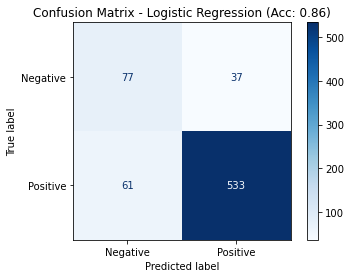 Confusion Matrix - Logistic Regression (Acc: 0.86)
True label
Negative
77
37
Positive
61
533
Negative
Positive
Predicted label
500
400
300
200
100